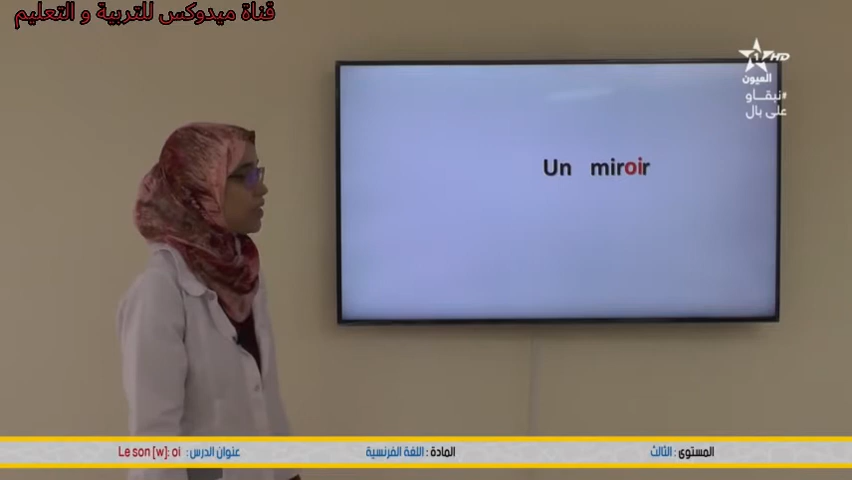 قناة ميدوكس للتربية و التعليم
HD
العيون
#نبقاو
على بال
Un miroir
المستوى : الثالث
المادة : اللغة الفرنسية
عنوان الدرس : Le son [w]: oi